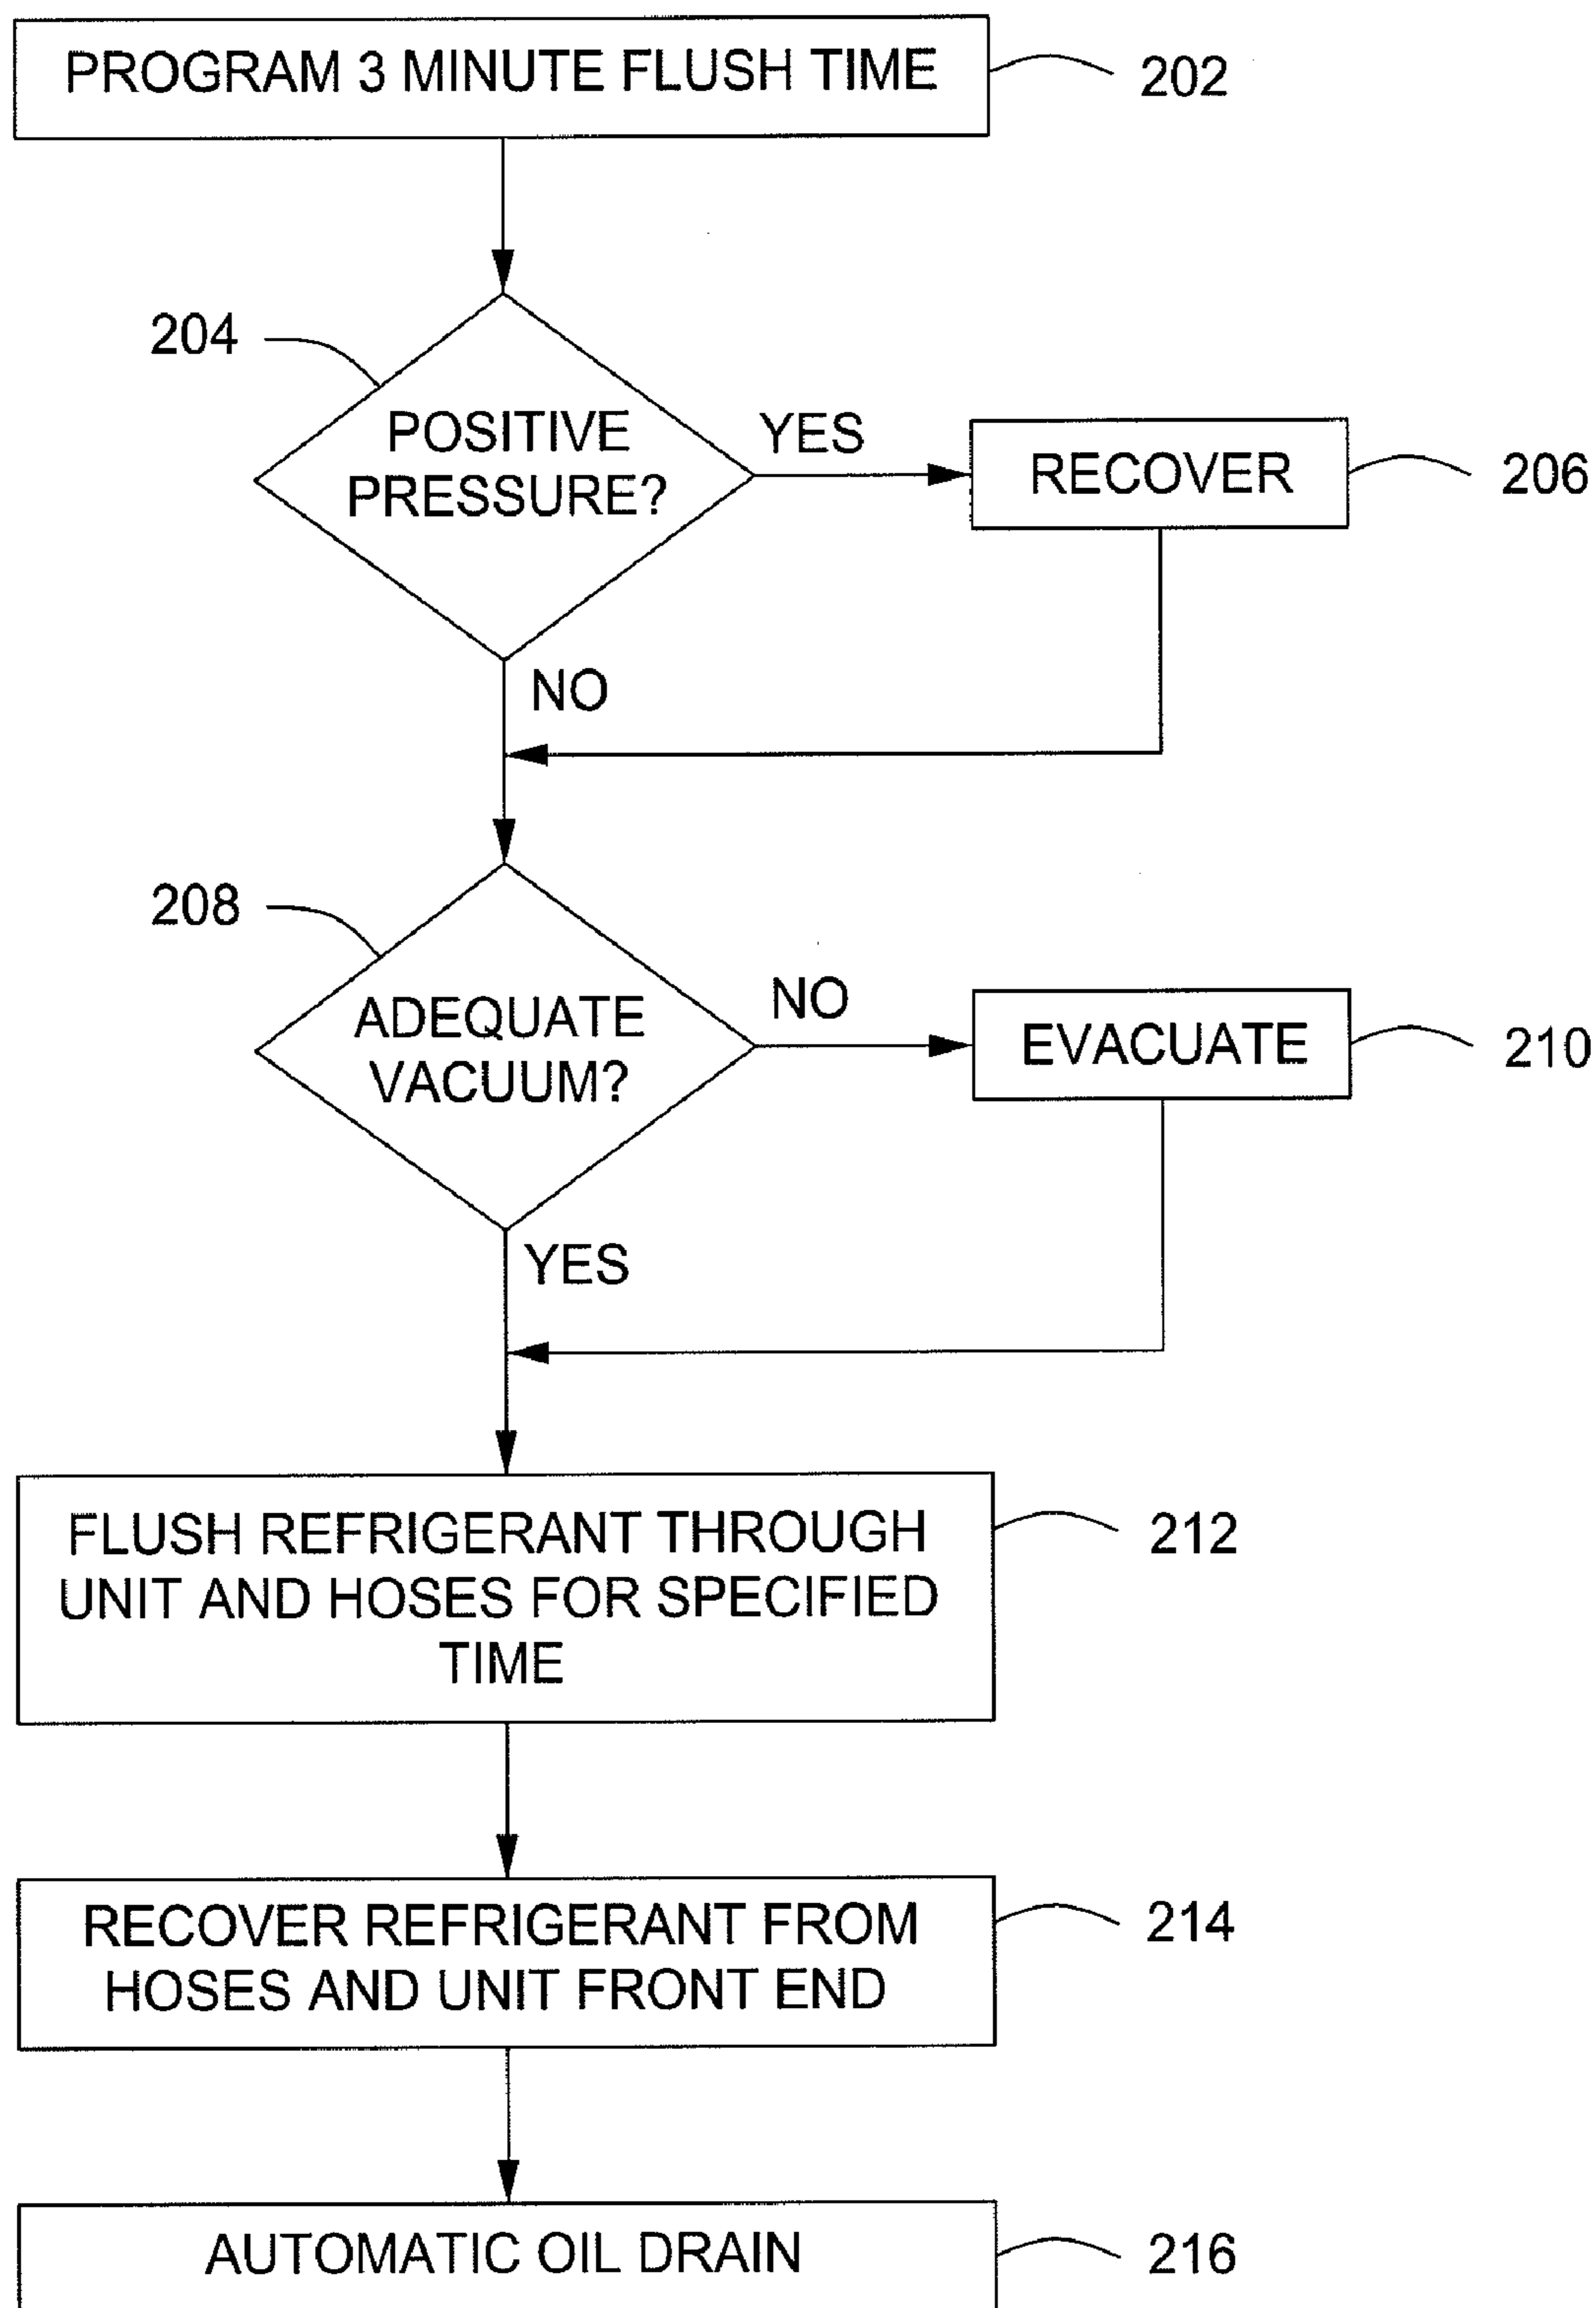 PROGRAM 3 MINUTE FLUSH TIME
202
204
POSITIVE
PRESSURE?
YES
RECOVER
206
NO
208
ADEQUATE
VACUUM?
NO
EVACUATE
210
YES
FLUSH REFRIGERANT THROUGH
UNIT AND HOSES FOR SPECIFIED
TIME
212
RECOVER REFRIGERANT FROM
HOSES AND UNIT FRONT END
214
AUTOMATIC OIL DRAIN
216